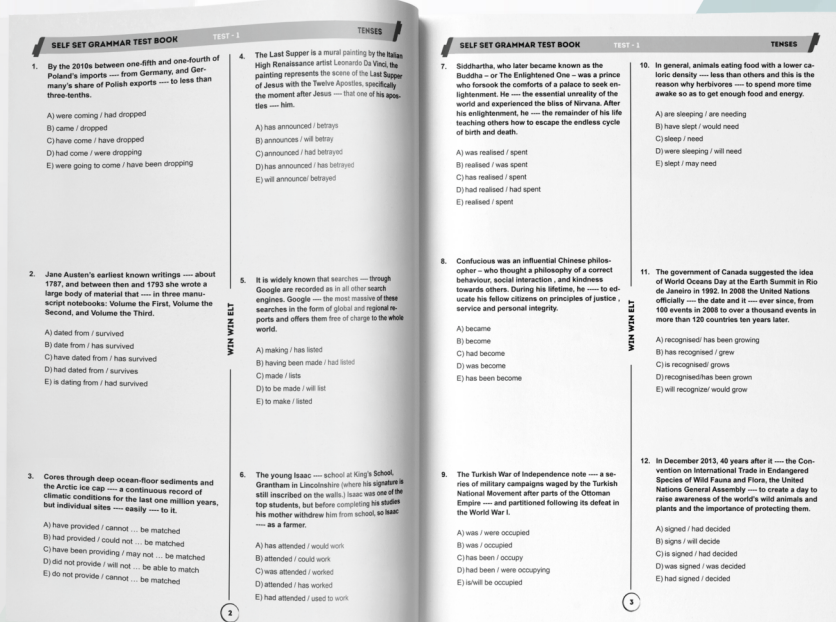 SELF SET GRAMMAR TEST BOOK
TEST - 1
TENSES
1. By the 2010s between one-fifth and one-fourth of
Poland's imports ---- from Germany, and Ger-
many's share of Polish exports ---- to less than
three-tenths.
A) were coming / had dropped
B) came / dropped
C) have come / have dropped
D) had come / were dropping
E) were going to come / have been dropping
2. Jane Austen's earliest known writings ---- about
1787, and between then and 1793 she wrote a
large body of material that ---- in three manu-
script notebooks: Volume the First, Volume the
Second, and Volume the Third.
A) dated from / survived
B) date from / has survived
C) have dated from / has survived
D) had dated from / survives
E) is dating from / had survived
3. Cores through deep ocean-floor sediments and
the Arctic ice cap ---- a continuous record of
climatic conditions for the last one million years,
but individual sites ---- easily ---- to it.
A) have provided / cannot ... be matched
B) had provided / could not ... be matched
C) have been providing / may not ... be matched
D) did not provide / will not ... be able to match
E) do not provide / cannot ... be matched
4. The Last Supper is a mural painting by the Italian
High Renaissance artist Leonardo Da Vinci, the
painting represents the scene of the Last Supper
of Jesus with the Twelve Apostles, specifically
the moment after Jesus ---- that one of his apos-
tles ---- him.
A) has announced / betrays
B) announces / will betray
C) announced / had betrayed
D) has announced / has betrayed
E) will announce/ betrayed
5. It is widely known that searches ---- through
Google are recorded as in all other search
engines. Google ---- the most massive of these
searches in the form of global and regional re-
ports and offers them free of charge to the whole
world.
A) making / has listed
B) having been made / had listed
C) made / lists
D) to be made / will list
E) to make / listed
6. The young Isaac ---- school at King's School,
Grantham in Lincolnshire (where his signature is
still inscribed on the walls.) Isaac was one of the
top students, but before completing his studies
his mother withdrew him from school, so Isaac
---- as a farmer.
A) has attended / would work
B) attended / could work
C) was attended / worked
D) attended / has worked
E) had attended / used to work
WIN WIN ELT
2
SELF SET GRAMMAR TEST BOOK
TEST - 1
TENSES
7. Siddhartha, who later became known as the
Buddha – or The Enlightened One – was a prince
who forsook the comforts of a palace to seek en-
lightenment. He ---- the essential unreality of the
world and experienced the bliss of Nirvana. After
his enlightenment, he ---- the remainder of his life
teaching others how to escape the endless cycle
of birth and death.
A) was realised / spent
B) realised / was spent
C) has realised / spent
D) had realised / had spent
E) realised / spent
8. Confucious was an influential Chinese philos-
opher – who thought a philosophy of a correct
behaviour, social interaction , and kindness
towards others. During his lifetime, he ----- to ed-
ucate his fellow citizens on principles of justice ,
service and personal integrity.
A) became
B) become
C) had become
D) was become
E) has been become
9. The Turkish War of Independence note ---- a se-
ries of military campaigns waged by the Turkish
National Movement after parts of the Ottoman
Empire ---- and partitioned following its defeat in
the World War I.
A) was / were occupied
B) was / occupied
C) has been / occupy
D) had been / were occupying
E) is/will be occupied
10. In general, animals eating food with a lower ca-
loric density ---- less than others and this is the
reason why herbivores ---- to spend more time
awake so as to get enough food and energy.
A) are sleeping / are needing
B) have slept / would need
C) sleep / need
D) were sleeping / will need
E) slept / may need
11. The government of Canada suggested the idea
of World Oceans Day at the Earth Summit in Rio
de Janeiro in 1992. In 2008 the United Nations
officially ---- the date and it ---- ever since, from
100 events in 2008 to over a thousand events in
more than 120 countries ten years later.
A) recognised/ has been growing
B) has recognised / grew
C) is recognised/ grows
D) recognised/has been grown
E) will recognize/ would grow
12. In December 2013, 40 years after it ---- the Con-
vention on International Trade in Endangered
Species of Wild Fauna and Flora, the United
Nations General Assembly ---- to create a day to
raise awareness of the world's wild animals and
plants and the importance of protecting them.
A) signed / had decided
B) signs / will decide
C) is signed / had decided
D) was signed / was decided
E) had signed / decided
WIN WIN ELT
3